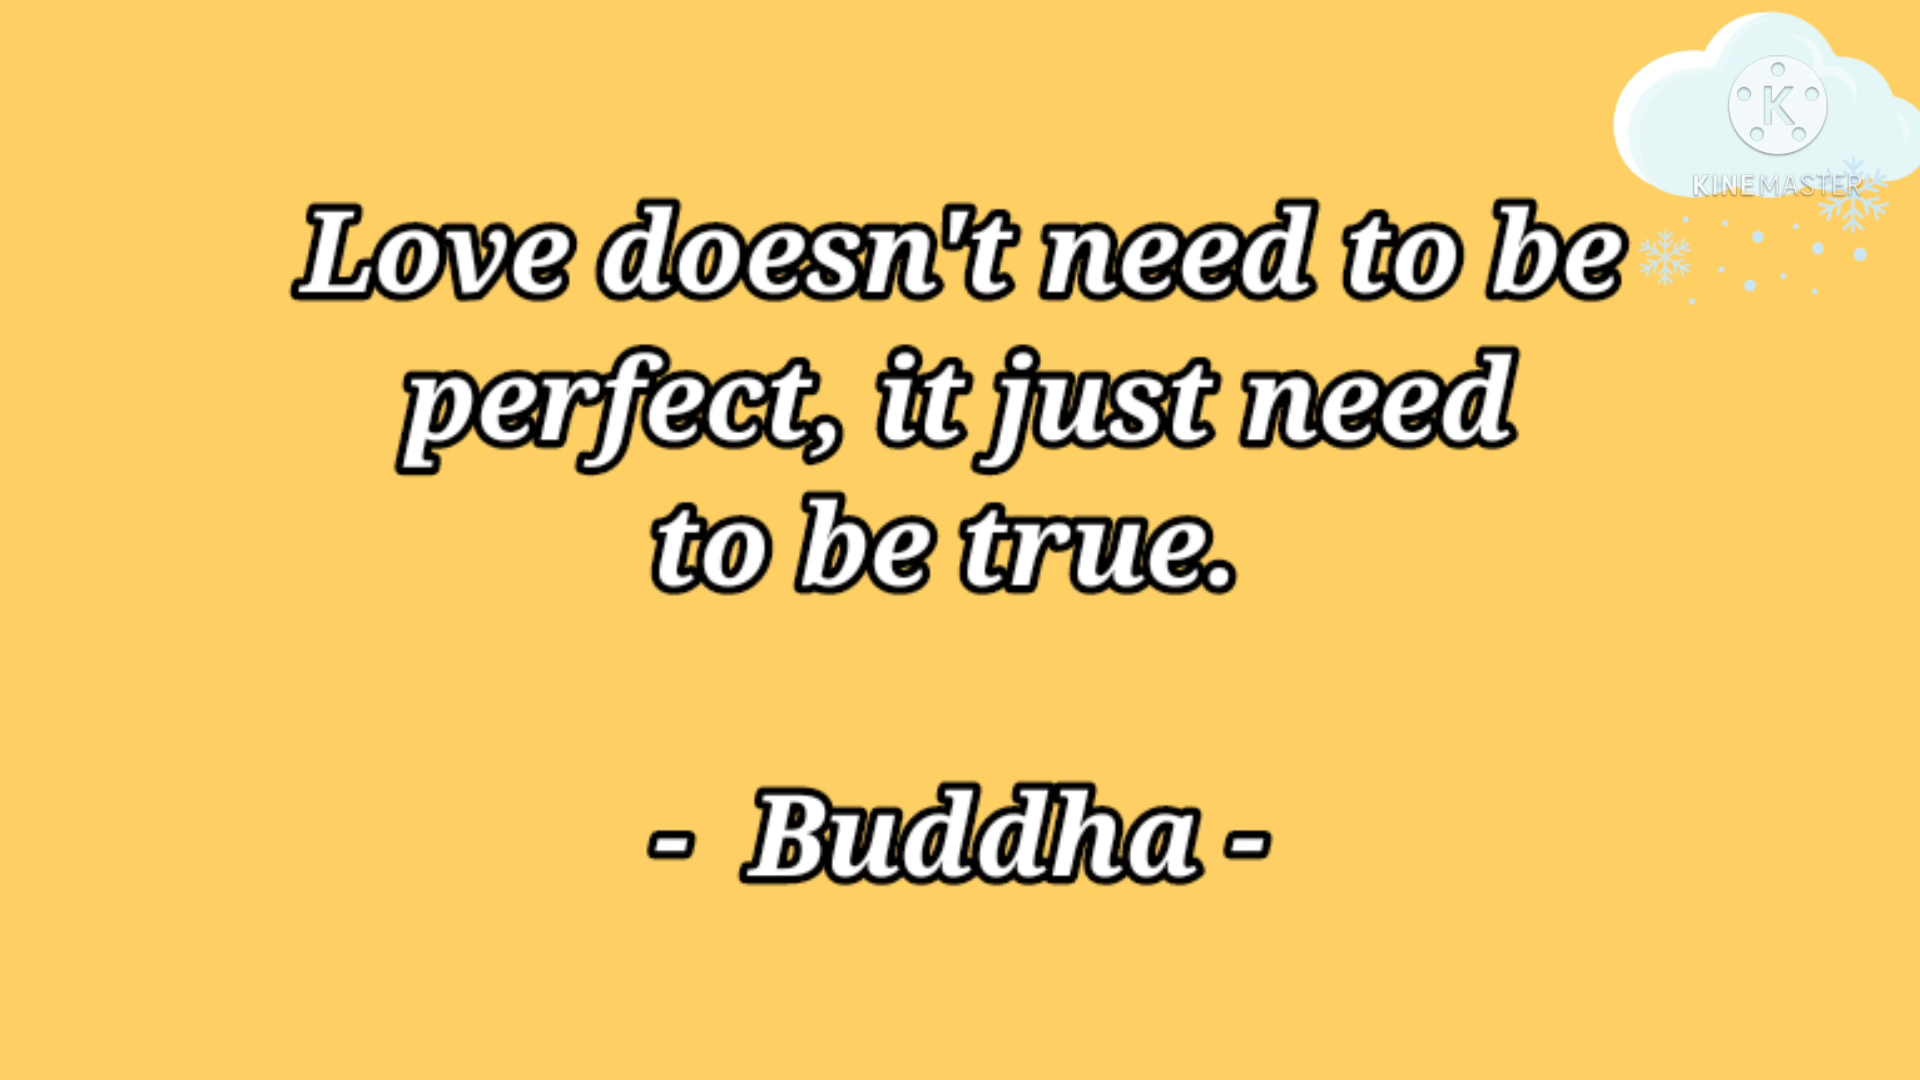 K
KINEMASTER
Love doesn't need to be
perfect, it just need
to be true.
- Buddha -